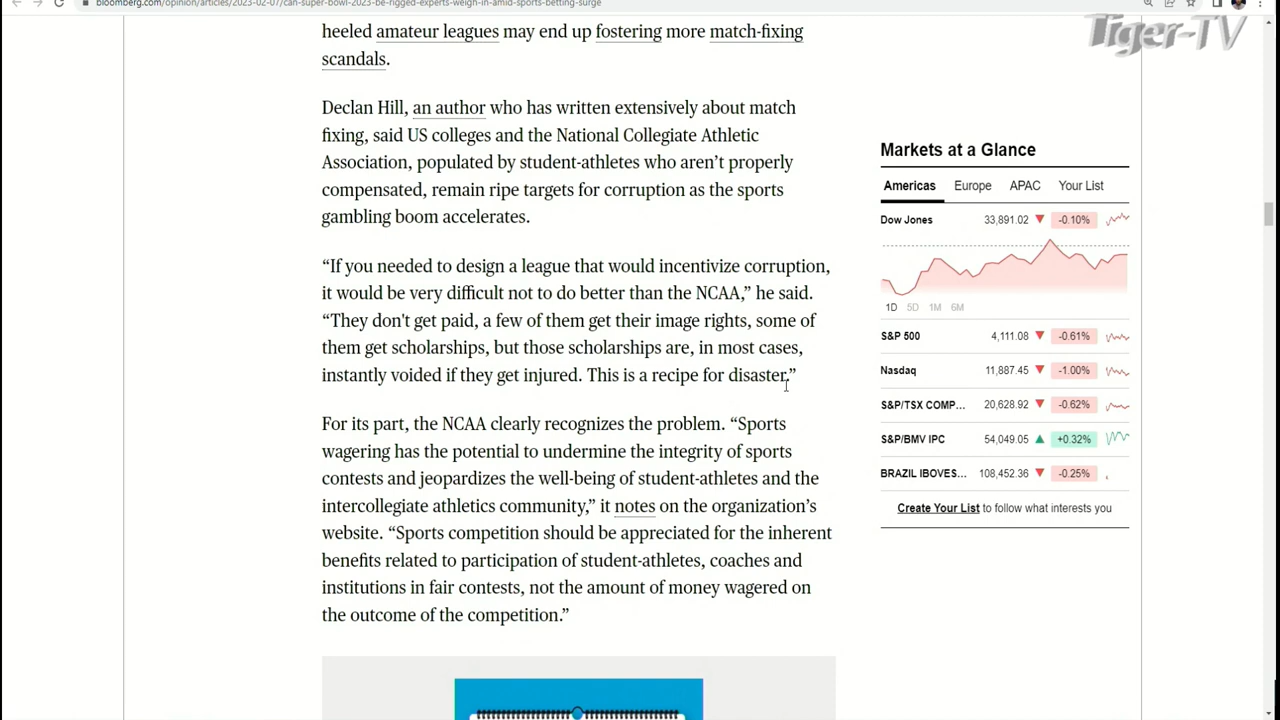 bloomberg.com/opinion/articles/2023-02-07/can-super-bowl-2023-be-rigged-experts-weigh-in-amid-sports-betting-surge
Tiger-TV
heeled amateur leagues may end up fostering more match-fixing
scandals.
Declan Hill, an author who has written extensively about match
fixing, said US colleges and the National Collegiate Athletic
Association, populated by student-athletes who aren’t properly
compensated, remain ripe targets for corruption as the sports
gambling boom accelerates.
“If you needed to design a league that would incentivize corruption,
it would be very difficult not to do better than the NCAA,” he said.
“They don't get paid, a few of them get their image rights, some of
them get scholarships, but those scholarships are, in most cases,
instantly voided if they get injured. This is a recipe for disaster.”
For its part, the NCAA clearly recognizes the problem. “Sports
wagering has the potential to undermine the integrity of sports
contests and jeopardizes the well-being of student-athletes and the
intercollegiate athletics community,” it notes on the organization’s
website. “Sports competition should be appreciated for the inherent
benefits related to participation of student-athletes, coaches and
institutions in fair contests, not the amount of money wagered on
the outcome of the competition.”
Markets at a Glance
Americas Europe APAC Your List
Dow Jones 33,891.02 ▼ -0.10%
1D 5D 1M 6M
S&P 500 4,111.08 ▼ -0.61%
Nasdaq 11,887.45 ▼ -1.00%
S&P/TSX COMP... 20,628.92 ▼ -0.62%
S&P/BMV IPC 54,049.05 ▲ +0.32%
BRAZIL IBOVES... 108,452.36 ▼ -0.25%
Create Your List to follow what interests you